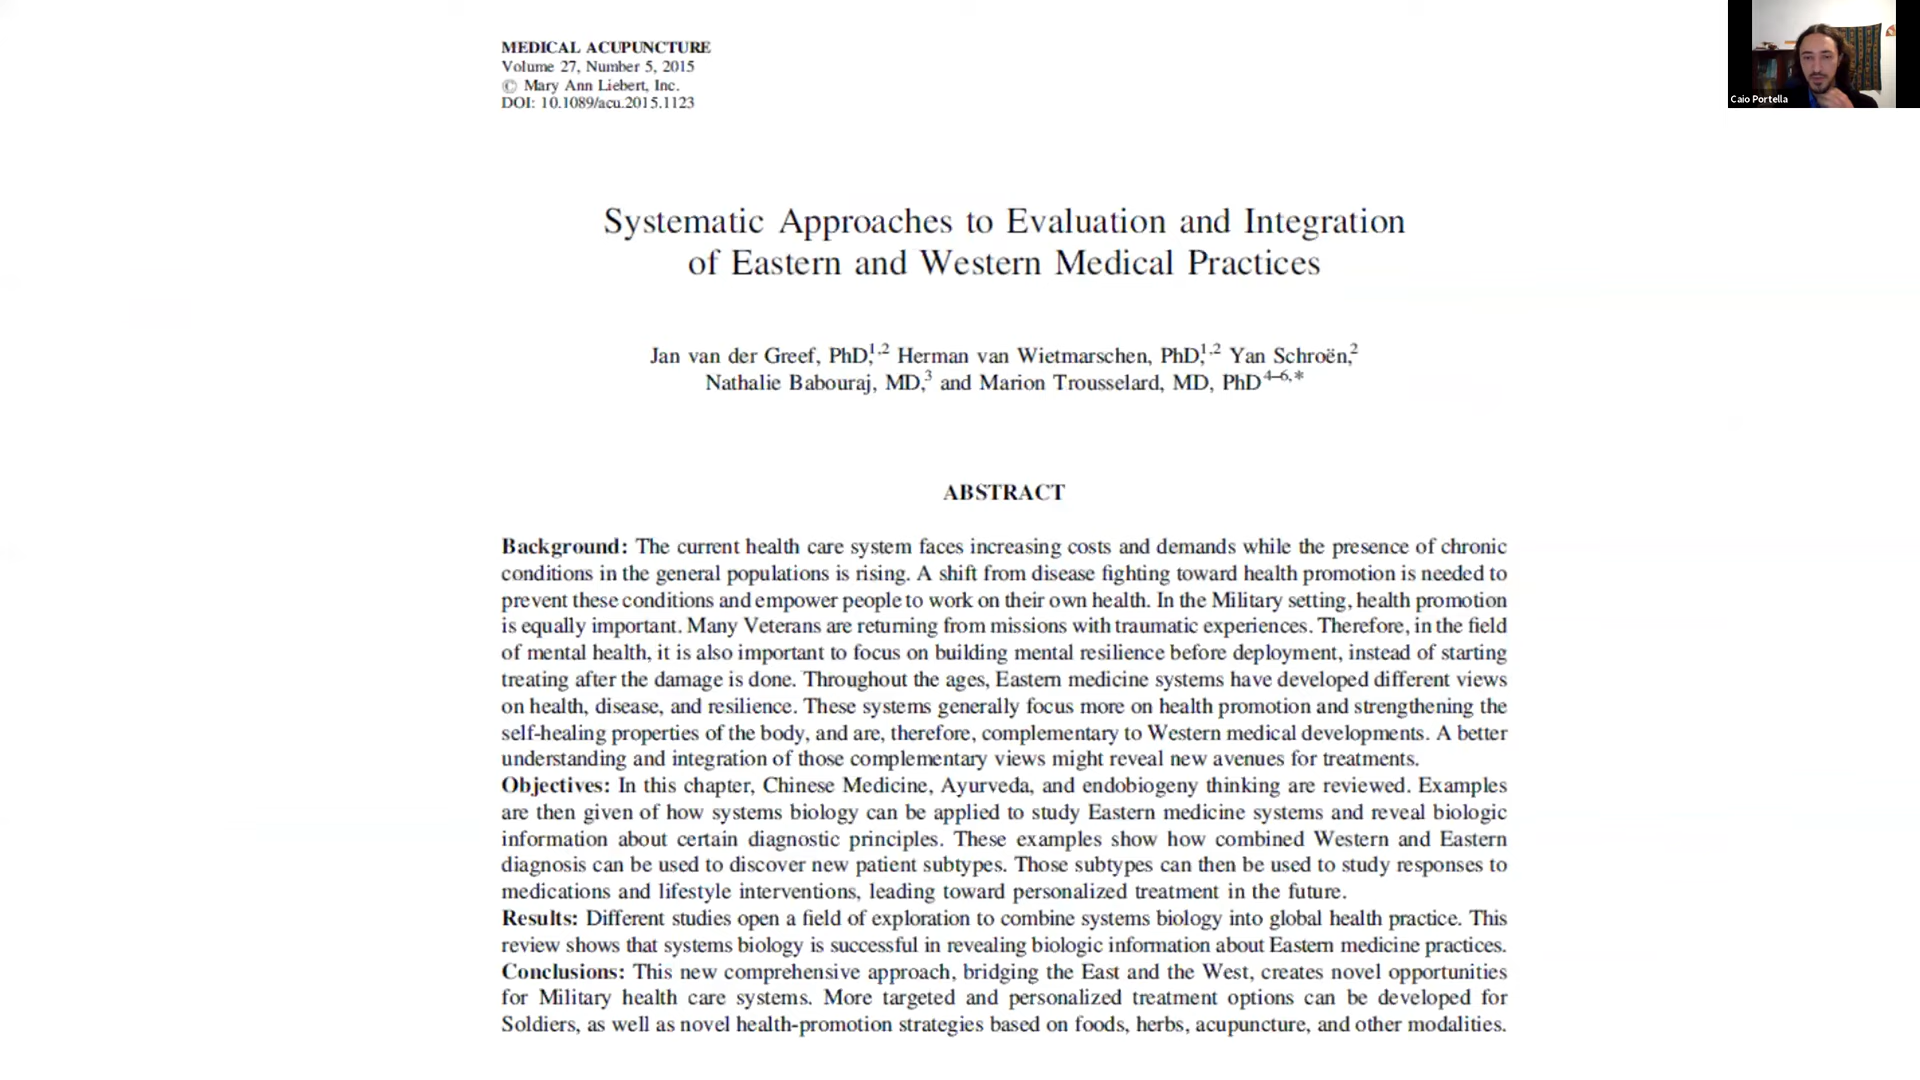 MEDICAL ACUPUNCTURE
Volume 27, Number 5, 2015
© Mary Ann Liebert, Inc.
DOI: 10.1089/acu.2015.1123
Caio Portella
Systematic Approaches to Evaluation and Integration
of Eastern and Western Medical Practices
Jan van der Greef, PhD,1,2 Herman van Wietmarschen, PhD,1,2 Yan Schroën,2
Nathalie Babouraj, MD,3 and Marion Trousselard, MD, PhD4–6,*
ABSTRACT
Background: The current health care system faces increasing costs and demands while the presence of chronic
conditions in the general populations is rising. A shift from disease fighting toward health promotion is needed to
prevent these conditions and empower people to work on their own health. In the Military setting, health promotion
is equally important. Many Veterans are returning from missions with traumatic experiences. Therefore, in the field
of mental health, it is also important to focus on building mental resilience before deployment, instead of starting
treating after the damage is done. Throughout the ages, Eastern medicine systems have developed different views
on health, disease, and resilience. These systems generally focus more on health promotion and strengthening the
self-healing properties of the body, and are, therefore, complementary to Western medical developments. A better
understanding and integration of those complementary views might reveal new avenues for treatments.
Objectives: In this chapter, Chinese Medicine, Ayurveda, and endobiogeny thinking are reviewed. Examples
are then given of how systems biology can be applied to study Eastern medicine systems and reveal biologic
information about certain diagnostic principles. These examples show how combined Western and Eastern
diagnosis can be used to discover new patient subtypes. Those subtypes can then be used to study responses to
medications and lifestyle interventions, leading toward personalized treatment in the future.
Results: Different studies open a field of exploration to combine systems biology into global health practice. This
review shows that systems biology is successful in revealing biologic information about Eastern medicine practices.
Conclusions: This new comprehensive approach, bridging the East and the West, creates novel opportunities
for Military health care systems. More targeted and personalized treatment options can be developed for
Soldiers, as well as novel health-promotion strategies based on foods, herbs, acupuncture, and other modalities.